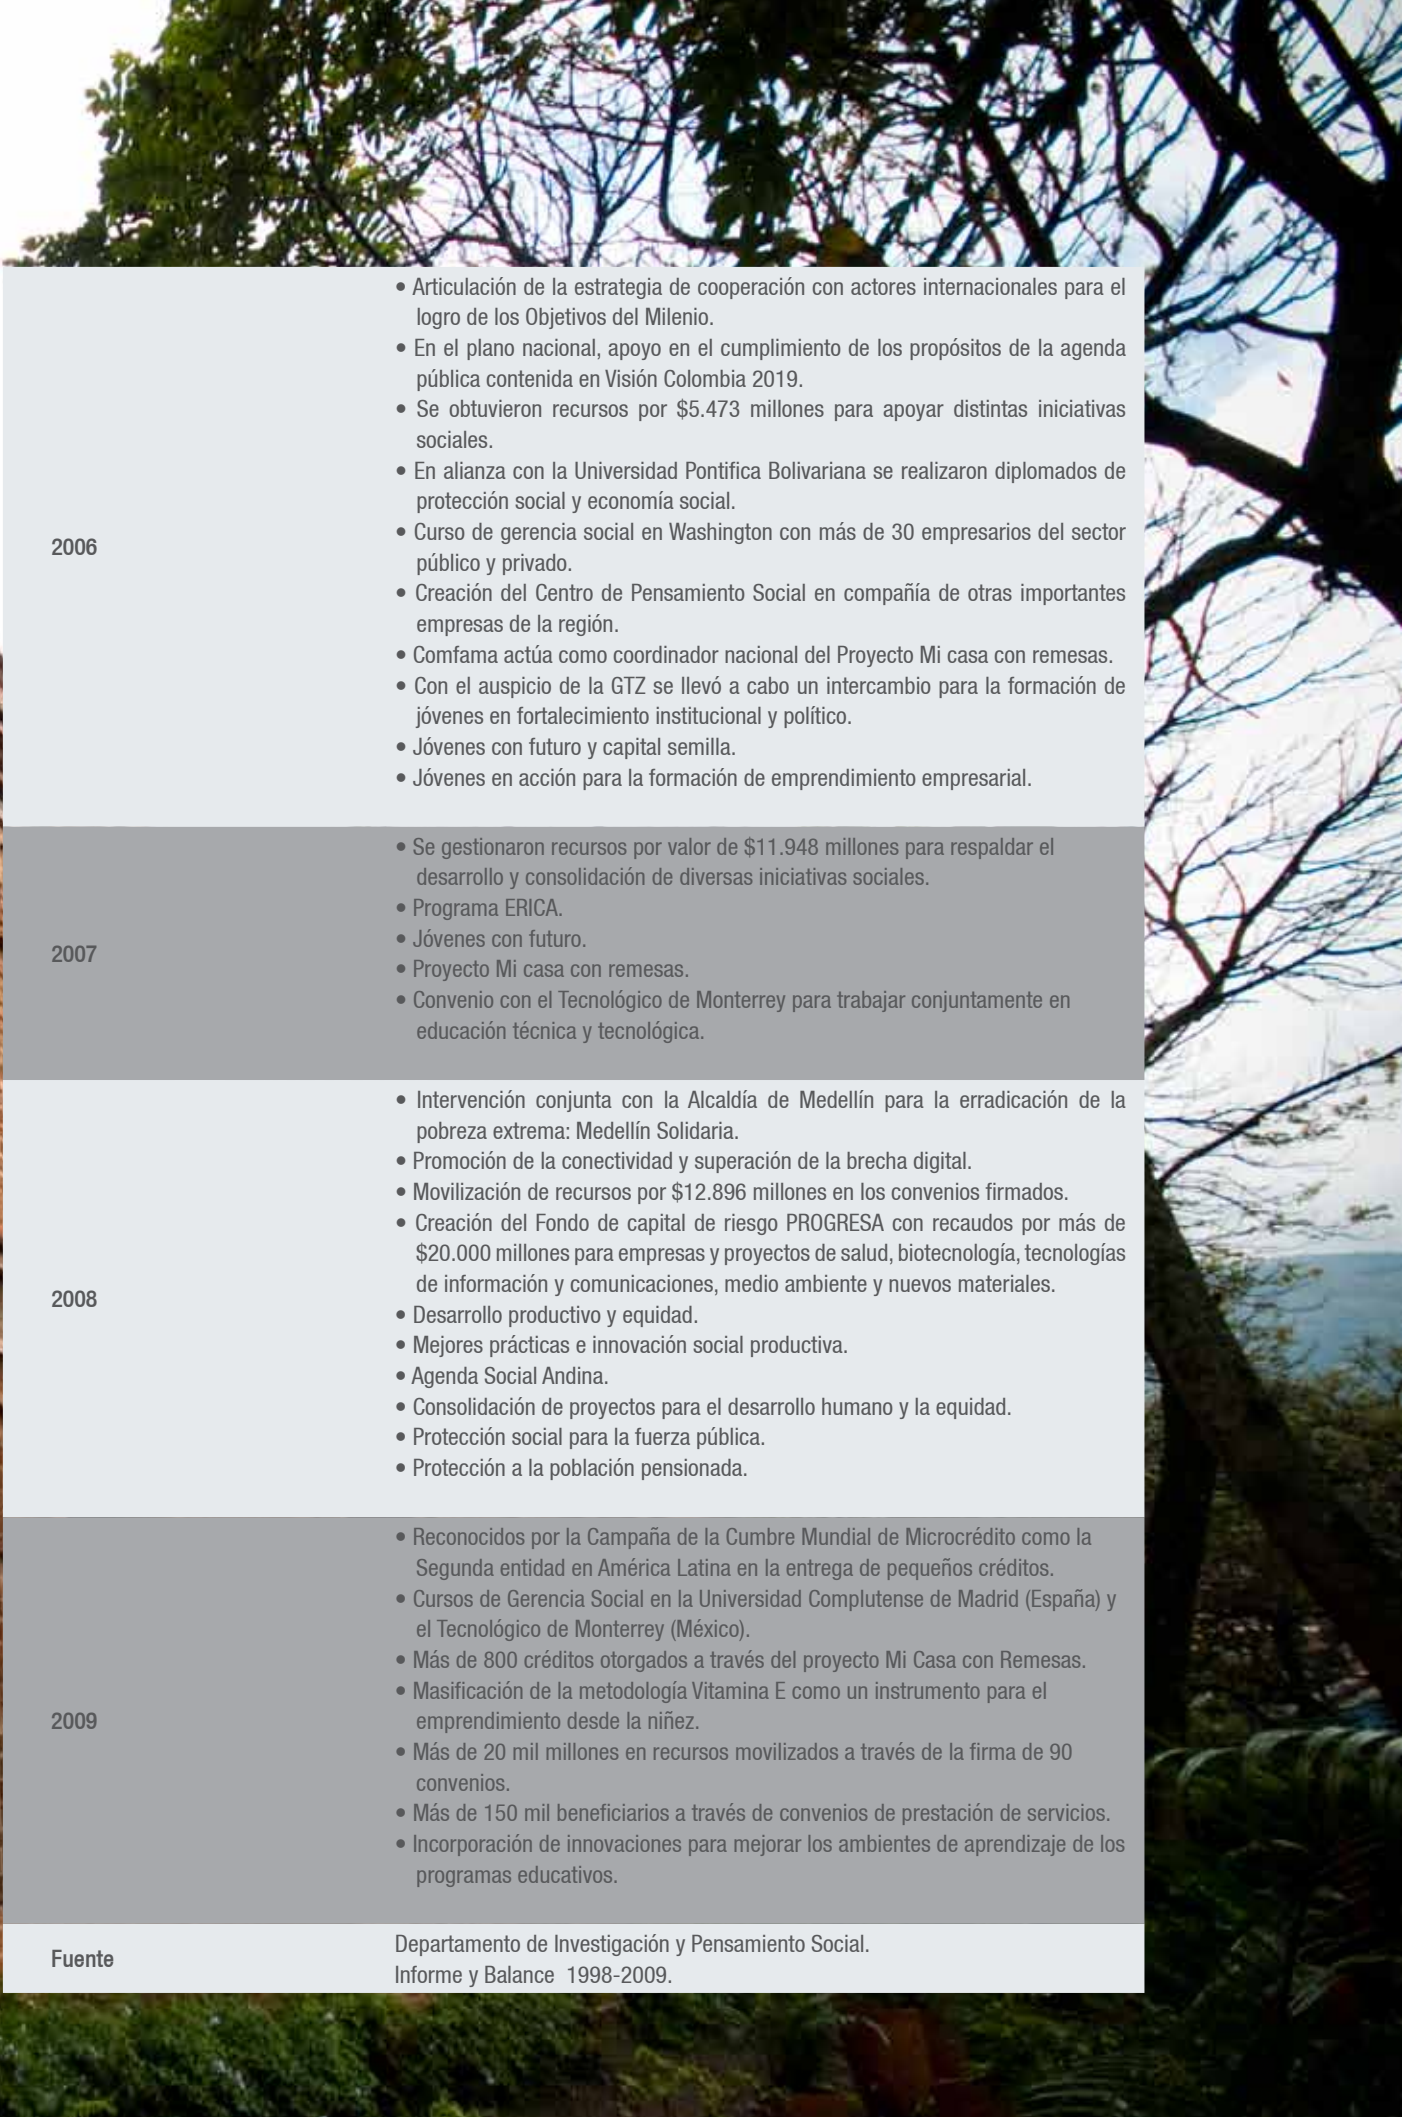 • Articulación de la estrategia de cooperación con actores internacionales para el
logro de los Objetivos del Milenio.
• En el plano nacional, apoyo en el cumplimiento de los propósitos de la agenda
pública contenida en Visión Colombia 2019.
• Se obtuvieron recursos por $5.473 millones para apoyar distintas iniciativas
sociales.
• En alianza con la Universidad Pontifica Bolivariana se realizaron diplomados de
protección social y economía social.
2006
• Curso de gerencia social en Washington con más de 30 empresarios del sector
público y privado.
• Creación del Centro de Pensamiento Social en compañía de otras importantes
empresas de la región.
• Comfama actúa como coordinador nacional del Proyecto Mi casa con remesas.
• Con el auspicio de la GTZ se llevó a cabo un intercambio para la formación de
jóvenes en fortalecimiento institucional y político.
• Jóvenes con futuro y capital semilla.
• Jóvenes en acción para la formación de emprendimiento empresarial.
• Se gestionaron recursos por valor de $11.948 millones para respaldar el
desarrollo y consolidación de diversas iniciativas sociales.
• Programa ERICA.
• Jóvenes con futuro.
2007
• Proyecto Mi casa con remesas.
• Convenio con el Tecnológico de Monterrey para trabajar conjuntamente en
educación técnica y tecnológica.
• Intervención conjunta con la Alcaldía de Medellín para la erradicación de la
pobreza extrema: Medellín Solidaria.
• Promoción de la conectividad y superación de la brecha digital.
• Movilización de recursos por $12.896 millones en los convenios firmados.
• Creación del Fondo de capital de riesgo PROGRESA con recaudos por más de
$20.000 millones para empresas y proyectos de salud, biotecnología, tecnologías
de información y comunicaciones, medio ambiente y nuevos materiales.
2008
• Desarrollo productivo y equidad.
• Mejores prácticas e innovación social productiva.
• Agenda Social Andina.
• Consolidación de proyectos para el desarrollo humano y la equidad.
• Protección social para la fuerza pública.
• Protección a la población pensionada.
• Reconocidos por la Campaña de la Cumbre Mundial de Microcrédito como la
Segunda entidad en América Latina en la entrega de pequeños créditos.
• Cursos de Gerencia Social en la Universidad Complutense de Madrid (España) y
el Tecnológico de Monterrey (México).
• Más de 800 créditos otorgados a través del proyecto Mi Casa con Remesas.
• Masificación de la metodología Vitamina E como un instrumento para el
emprendimiento desde la niñez.
2009
• Más de 20 mil millones en recursos movilizados a través de la firma de 90
convenios.
• Más de 150 mil beneficiarios a través de convenios de prestación de servicios.
• Incorporación de innovaciones para mejorar los ambientes de aprendizaje de los
programas educativos.
Fuente
Departamento de Investigación y Pensamiento Social.
Informe y Balance 1998-2009.